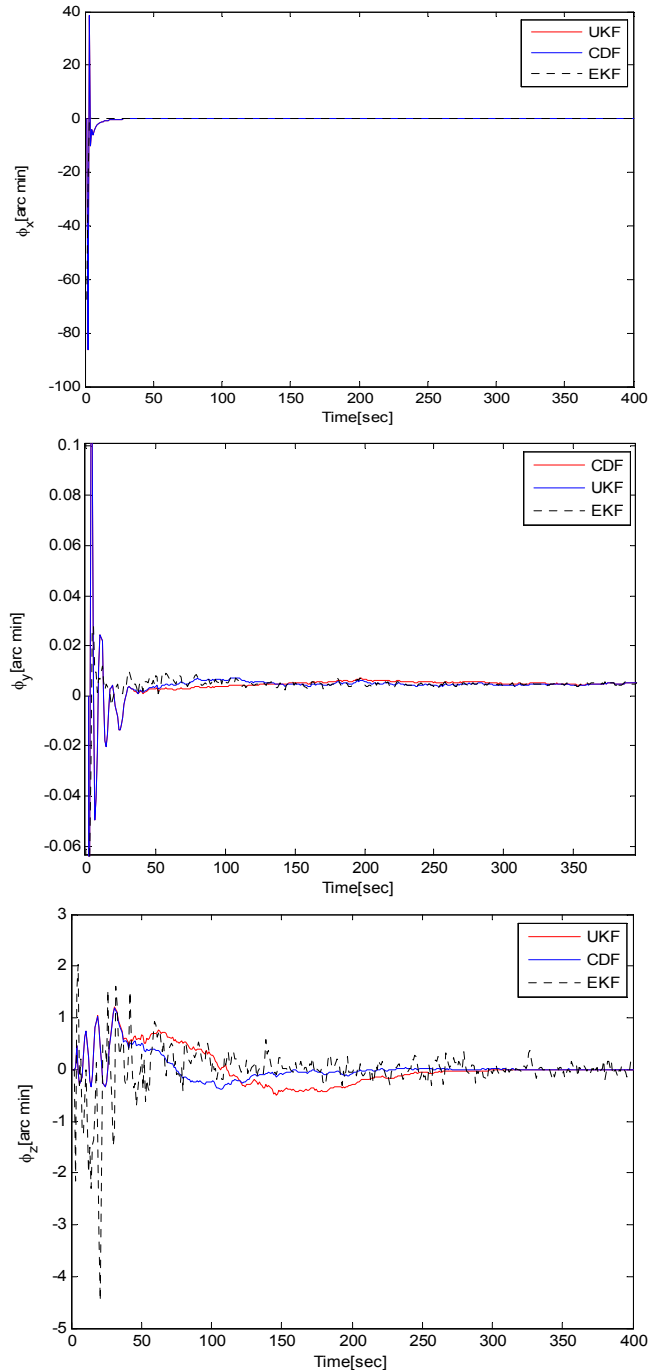 40
20
0
-20
-40
-60
-80
-100
ϕx[arc min]
UKF
CDF
EKF
0 50 100 150 200 250 300 350 400
Time[sec]
0.1
0.08
0.06
0.04
0.02
0
-0.02
-0.04
-0.06
ϕy[arc min]
CDF
UKF
EKF
0 50 100 150 200 250 300 350
Time[sec]
3
2
1
0
-1
-2
-3
-4
-5
ϕz[arc min]
UKF
CDF
EKF
0 50 100 150 200 250 300 350 400
Time[sec]